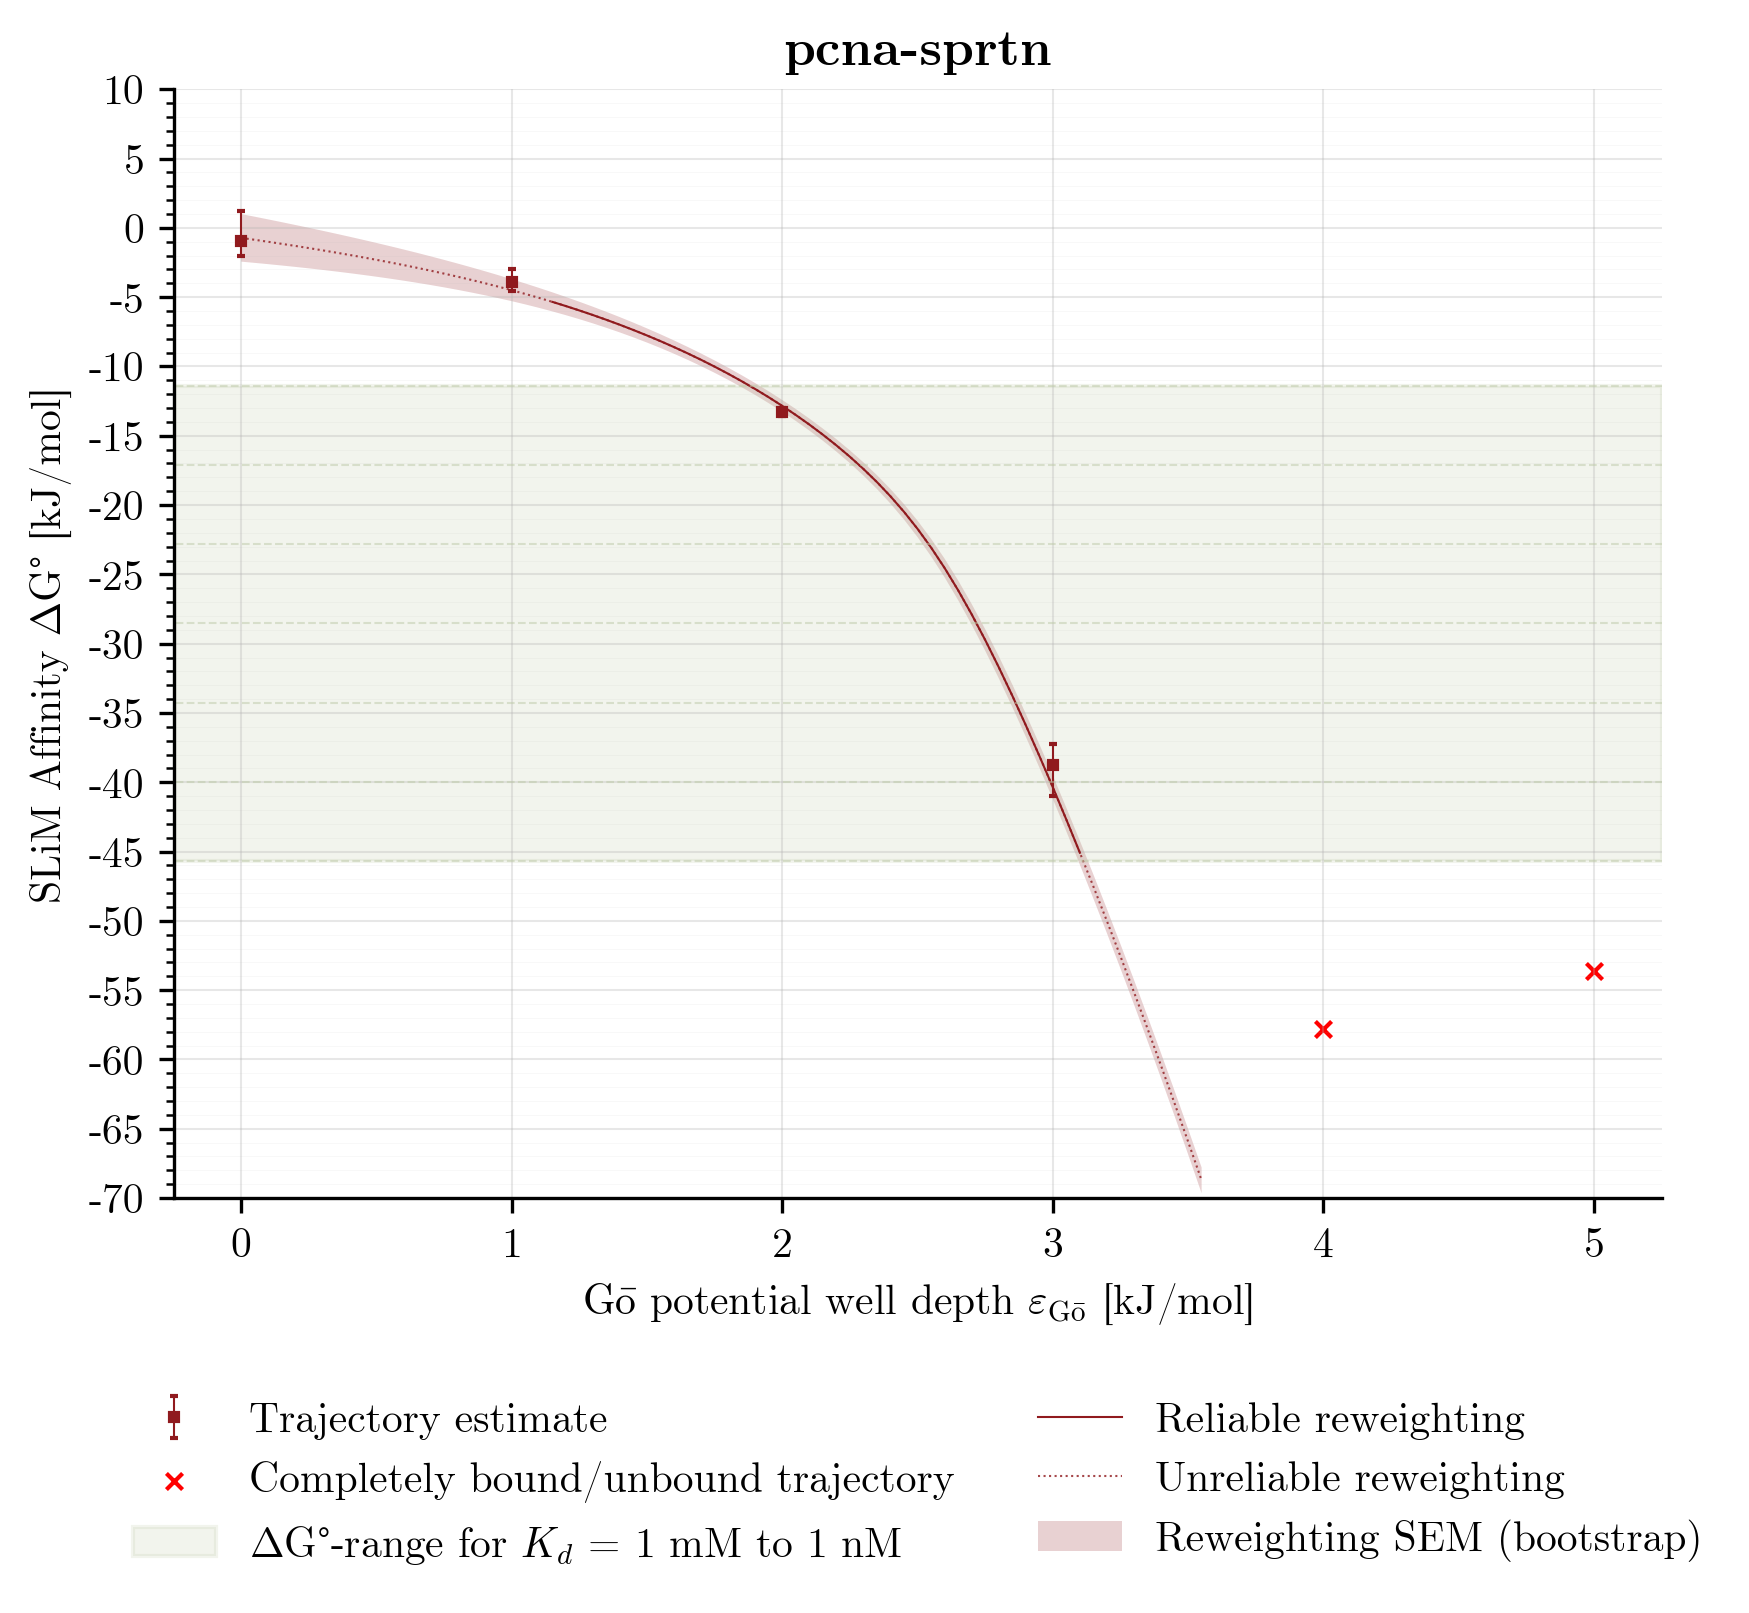 pcna-sprtn
10
5
0
-5
-10
-15
-20
-25
-30
-35
-40
-45
-50
-55
-60
-65
-70
SLiM Affinity ΔG° [kJ/mol]
0 1 2 3 4 5
Gō potential well depth ε_Gō [kJ/mol]
Trajectory estimate
Completely bound/unbound trajectory
ΔG°-range for K_d = 1 mM to 1 nM
Reliable reweighting
Unreliable reweighting
Reweighting SEM (bootstrap)